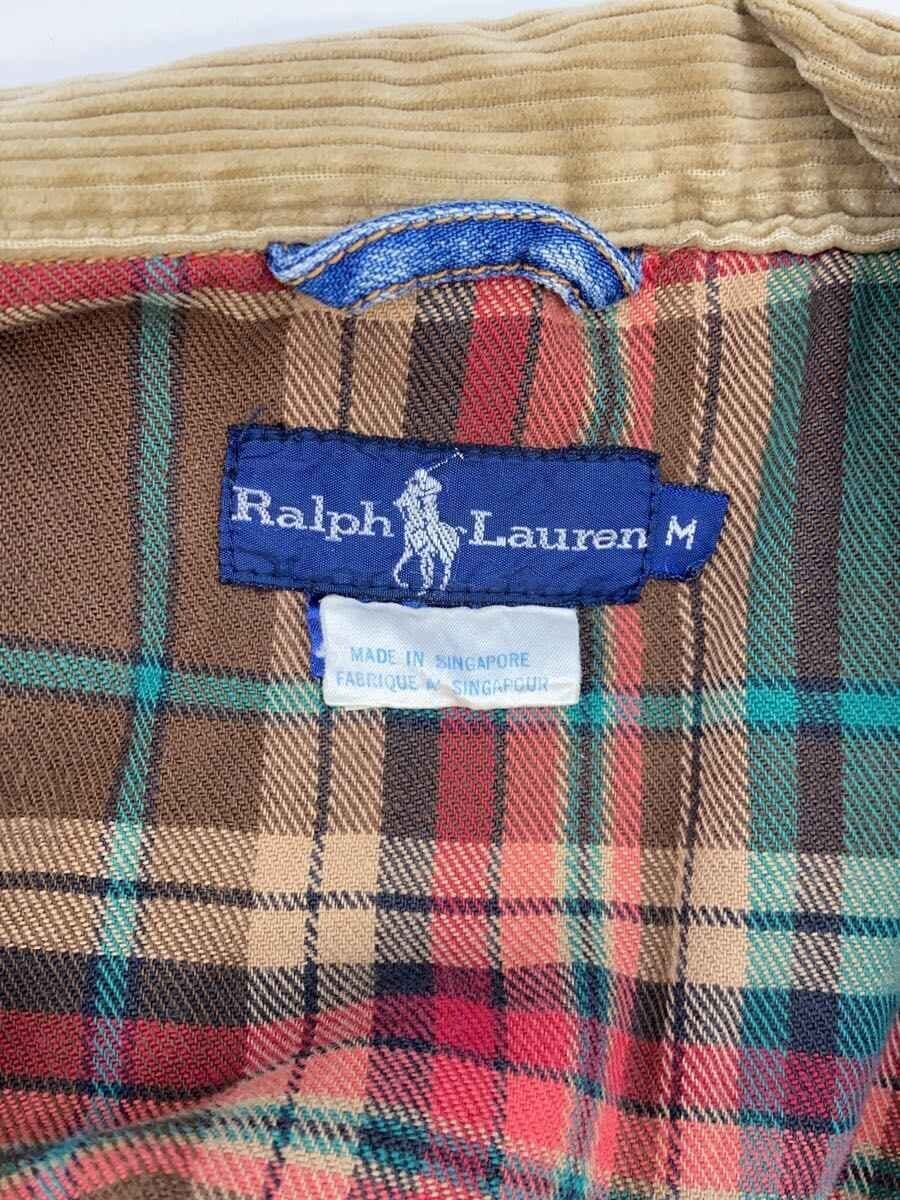 Ralph Lauren
M
MADE IN SINGAPORE
FABRIQUE A' SINGAPOUR